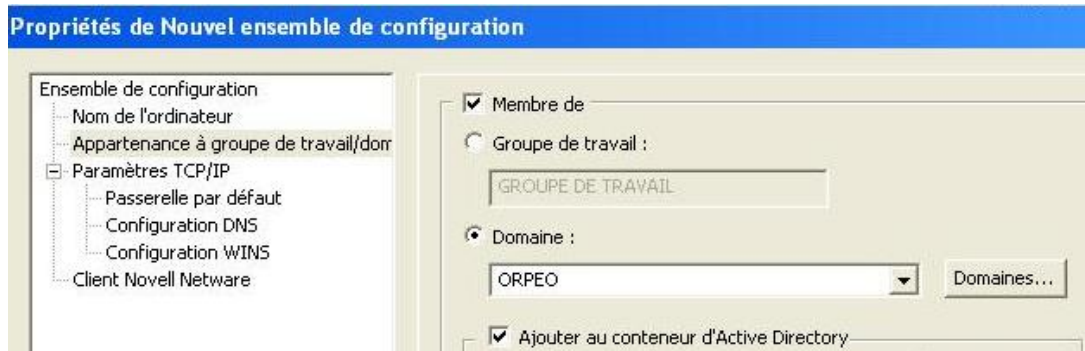 Propriétés de Nouvel ensemble de configuration
Ensemble de configuration
Nom de l'ordinateur
Appartenance à groupe de travail/dom
Paramètres TCP/IP
Passerelle par défaut
Configuration DNS
Configuration WINS
Client Novell Netware
Membre de
Groupe de travail :
GROUPE DE TRAVAIL
Domaine :
ORPEO
Domaines...
Ajouter au conteneur d'Active Directory